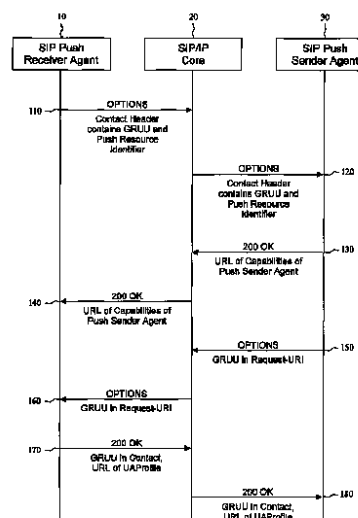 10
20
30
SIP Push
Receiver Agent
SIP/IP
Core
SIP Push
Sender Agent
110
OPTIONS
Contact Header
contains GRUU and
Push Resource
Identifier
OPTIONS
120
Contact Header
contains GRUU and
Push Resource
Identifier
200 OK
130
URL of Capabilities of
Push Sender Agent
200 OK
140
URL of Capabilities of
Push Sender Agent
OPTIONS
150
GRUU in Request-URI
OPTIONS
160
GRUU in Request-URI
200 OK
170
GRUU in Contact,
URL of UAProfile
200 OK
180
GRUU in Contact,
URL of UAProfile